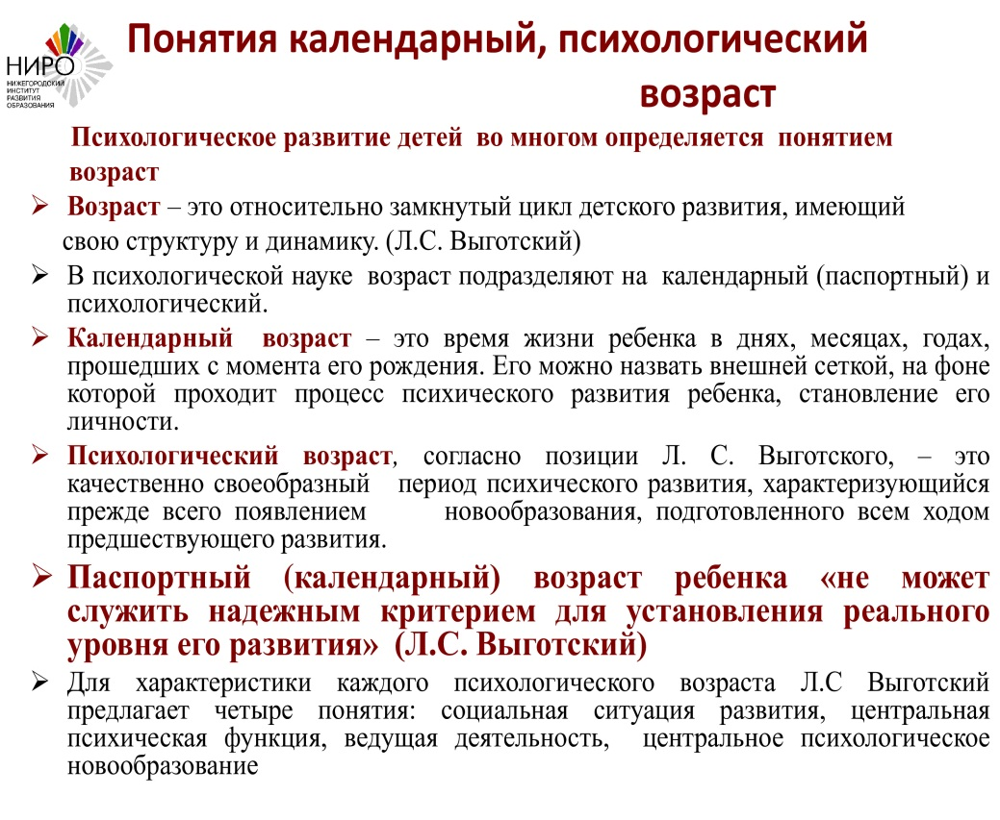 Понятия календарный, психологический
возраст
НИРО
НИЖЕГОРОДСКИЙ
ИНСТИТУТ
РАЗВИТИЯ
ОБРАЗОВАНИЯ
Психологическое развитие детей во многом определяется понятием
возраст
Возраст – это относительно замкнутый цикл детского развития, имеющий
свою структуру и динамику. (Л.С. Выготский)
В психологической науке возраст подразделяют на календарный (паспортный) и
психологический.
Календарный возраст – это время жизни ребенка в днях, месяцах, годах,
прошедших с момента его рождения. Его можно назвать внешней сеткой, на фоне
которой проходит процесс психического развития ребенка, становление его
личности.
Психологический возраст, согласно позиции Л. С. Выготского, – это
качественно своеобразный период психического развития, характеризующийся
прежде всего появлением новообразования, подготовленного всем ходом
предшествующего развития.
Паспортный (календарный) возраст ребенка «не может
служить надежным критерием для установления реального
уровня его развития» (Л.С. Выготский)
Для характеристики каждого психологического возраста Л.С Выготский
предлагает четыре понятия: социальная ситуация развития, центральная
психическая функция, ведущая деятельность, центральное психологическое
новообразование